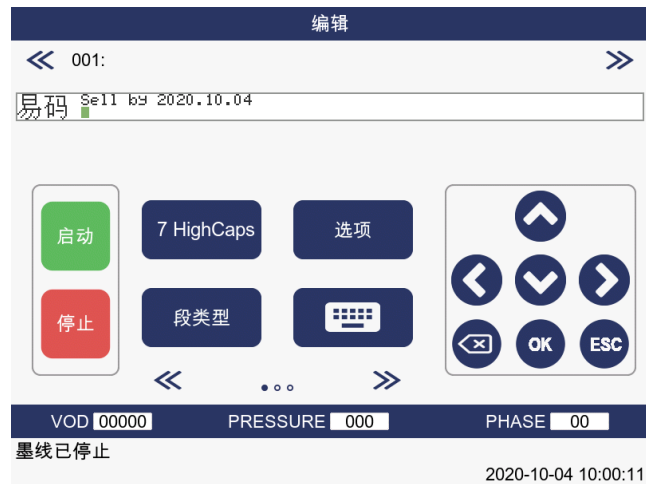 编辑
001:
易码 Sell by 2020.10.04
启动
7 HighCaps
选项
停止
段类型
OK
ESC
VOD 00000 PRESSURE 000 PHASE 00
墨线已停止
2020-10-04 10:00:11